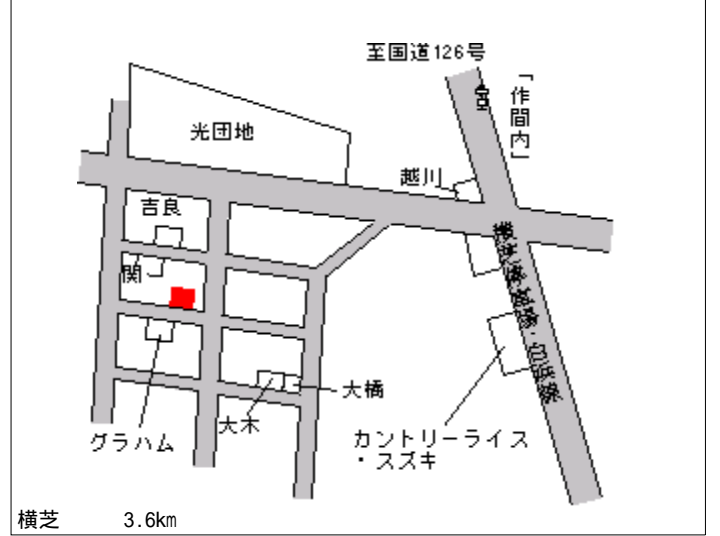 至国道126号
「作間内」
光団地
越川
吉良
関
大橋
大木
グラハム
カントリーライス
・スズキ
横芝 3.6km